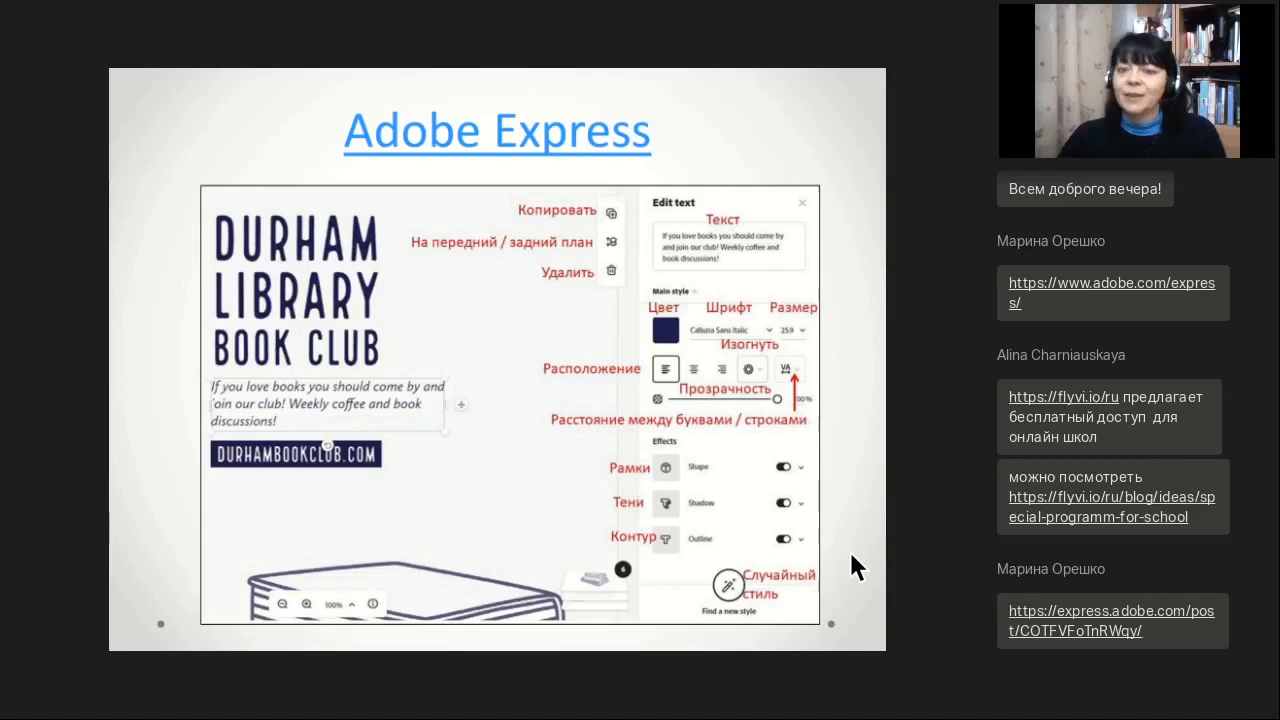 Adobe Express
DURHAM
LIBRARY
BOOK CLUB
If you love books you should come by and
join our club! Weekly coffee and book
discussions!
DURHAMBOOKCLUB.COM
100%
6
Копировать
На передний / задний план
Удалить
Edit text
Текст
If you love books you should come by
and join our club! Weekly coffee and
book discussions!
Main style
Цвет Шрифт Размер
Calluna Sans Italic 25.9
Изогнуть
Расположение
VA
Прозрачность
00%
Расстояние между буквами / строками
Effects
Рамки Shape
Тени Shadow
Контур Outline
Случайный
стиль
Find a new style
Всем доброго вечера!
Марина Орешко
https://www.adobe.com/expres
s/
Alina Charniauskaya
https://flyvi.io/ru предлагает
бесплатный доступ для
онлайн школ
можно посмотреть
https://flyvi.io/ru/blog/ideas/sp
ecial-programm-for-school
Марина Орешко
https://express.adobe.com/pos
t/COTFVFoTnRWqy/